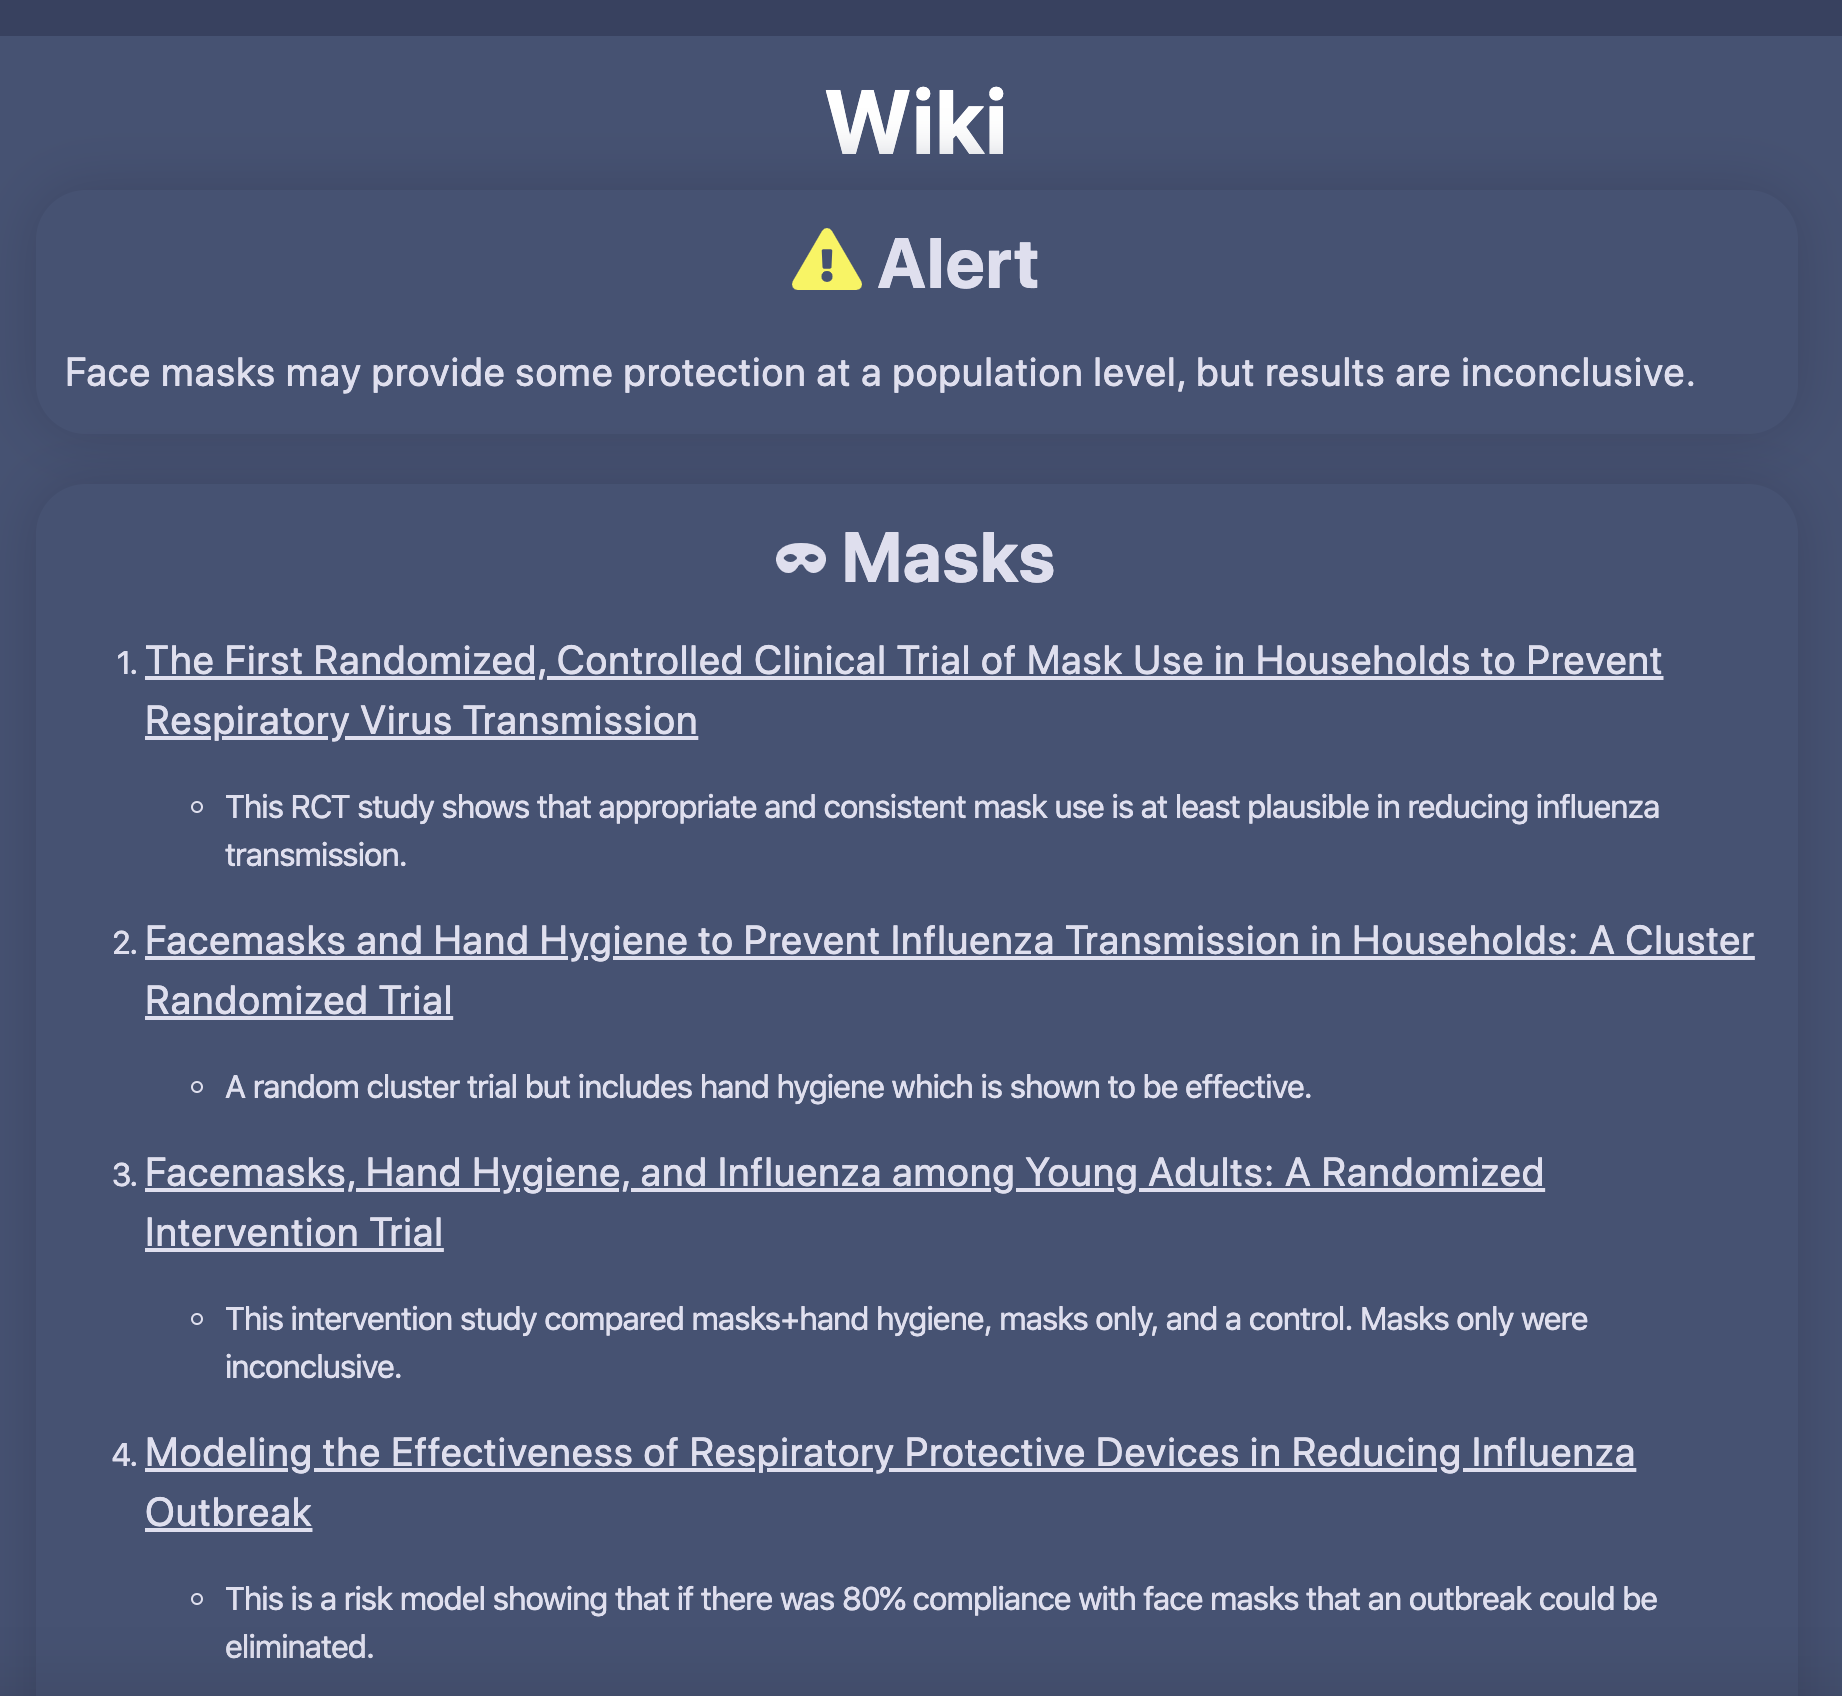 Wiki
Alert
Face masks may provide some protection at a population level, but results are inconclusive.
Masks
1. The First Randomized, Controlled Clinical Trial of Mask Use in Households to Prevent
Respiratory Virus Transmission
This RCT study shows that appropriate and consistent mask use is at least plausible in reducing influenza
transmission.
2. Facemasks and Hand Hygiene to Prevent Influenza Transmission in Households: A Cluster
Randomized Trial
A random cluster trial but includes hand hygiene which is shown to be effective.
3. Facemasks, Hand Hygiene, and Influenza among Young Adults: A Randomized
Intervention Trial
This intervention study compared masks+hand hygiene, masks only, and a control. Masks only were
inconclusive.
4. Modeling the Effectiveness of Respiratory Protective Devices in Reducing Influenza
Outbreak
This is a risk model showing that if there was 80% compliance with face masks that an outbreak could be
eliminated.